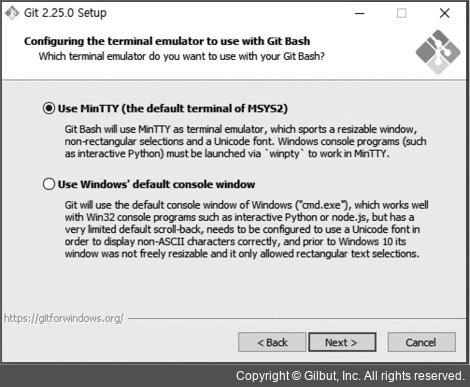 Git 2.25.0 Setup
Configuring the terminal emulator to use with Git Bash
Which terminal emulator do you want to use with your Git Bash?
Use MinTTY (the default terminal of MSYS2)
Git Bash will use MinTTY as terminal emulator, which sports a resizable window,
non-rectangular selections and a Unicode font. Windows console programs (such
as interactive Python) must be launched via `winpty` to work in MinTTY.
Use Windows' default console window
Git will use the default console window of Windows ("cmd.exe"), which works well
with Win32 console programs such as interactive Python or node.js, but has a
very limited default scroll-back, needs to be configured to use a Unicode font in
order to display non-ASCII characters correctly, and prior to Windows 10 its
window was not freely resizable and it only allowed rectangular text selections.
https://gitforwindows.org/
< Back
Next >
Cancel
Copyright © Gilbut, Inc. All rights reserved.